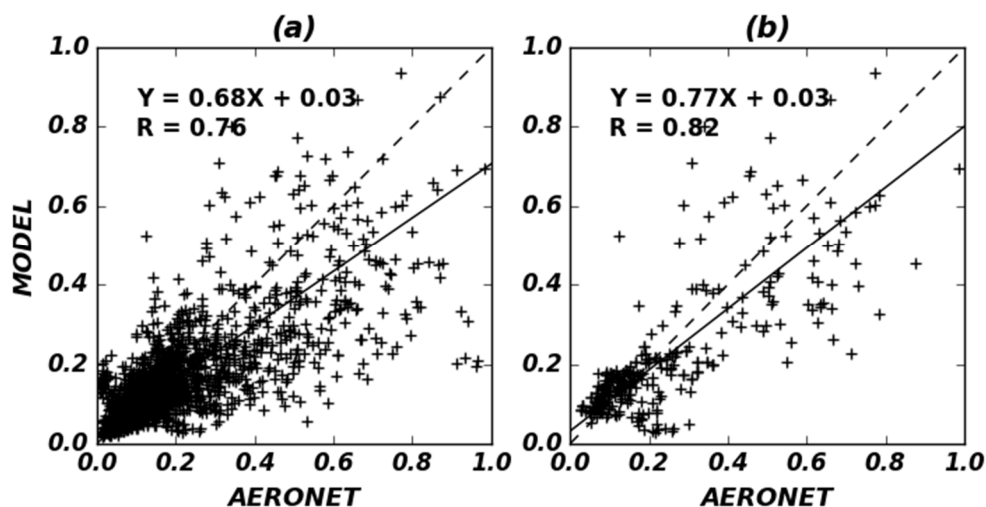 (a)
1.0
0.8
0.6
0.4
0.2
0.0
MODEL
Y = 0.68X + 0.03
R = 0.76
0.0 0.2 0.4 0.6 0.8 1.0
AERONET
(b)
1.0
0.8
0.6
0.4
0.2
0.0
Y = 0.77X + 0.03
R = 0.82
0.0 0.2 0.4 0.6 0.8 1.0
AERONET